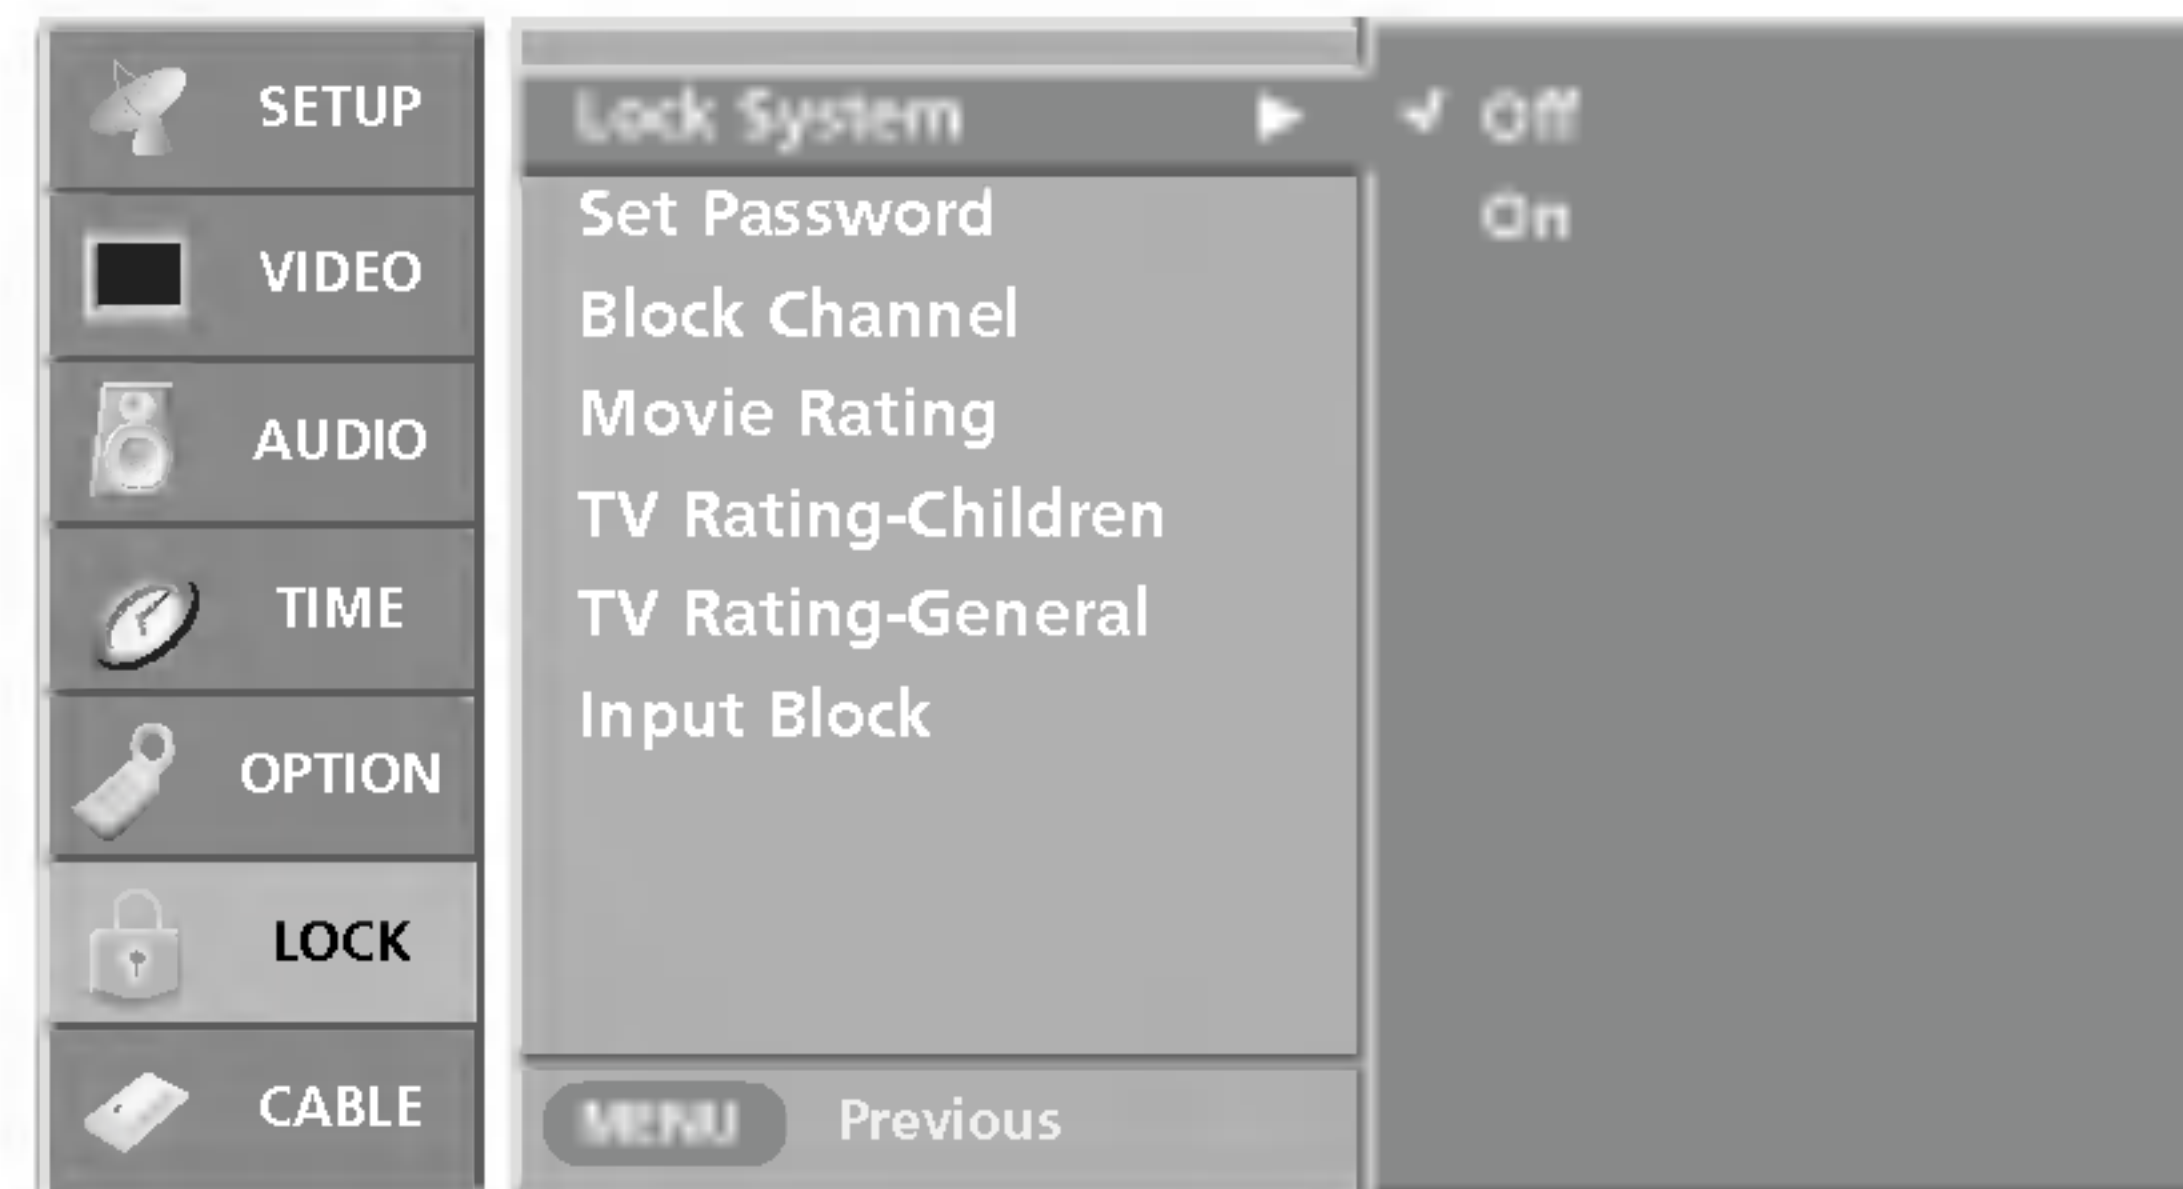 SETUP
VIDEO
AUDIO
TIME
OPTION
LOCK
CABLE
Lock System
Set Password
Block Channel
Movie Rating
TV Rating-Children
TV Rating-General
Input Block
MENU Previous
Off
On